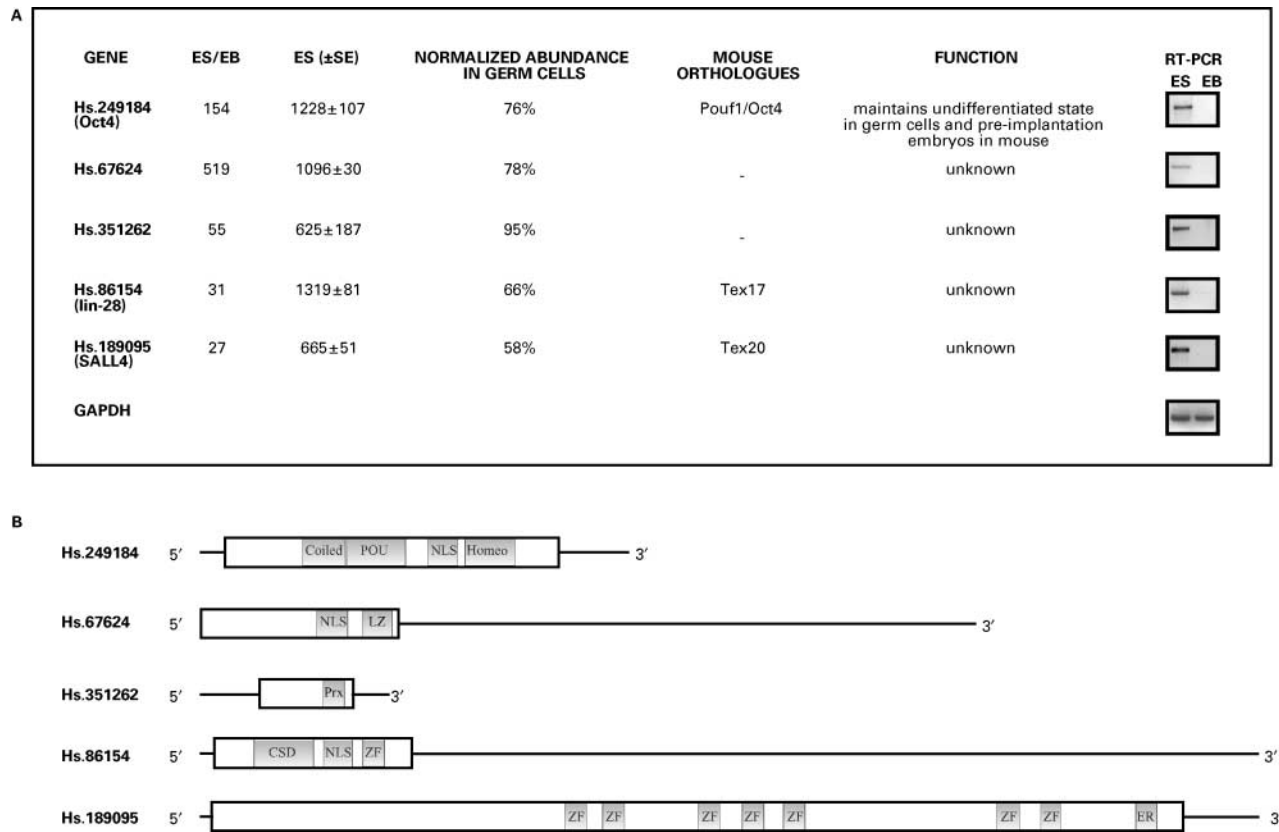 A
GENE ES/EB ES (±SE) NORMALIZED ABUNDANCE MOUSE FUNCTION RT-PCR
IN GERM CELLS ORTHOLOGUES
ES EB
Hs.249184 154 1228±107 76% Pouf1/Oct4 maintains undifferentiated state
(Oct4) in germ cells and pre-implantation
embryos in mouse
Hs.67624 519 1096±30 78% - unknown
Hs.351262 55 625±187 95% - unknown
Hs.86154 31 1319±81 66% Tex17 unknown
(lin-28)
Hs.189095 27 665±51 58% Tex20 unknown
(SALL4)
GAPDH
B
Hs.249184 5′ Coiled POU NLS Homeo 3′
Hs.67624 5′ NLS LZ 3′
Hs.351262 5′ Prx 3′
Hs.86154 5′ CSD NLS ZF 3′
Hs.189095 5′ ZF ZF ZF ZF ZF ZF ZF ER 3